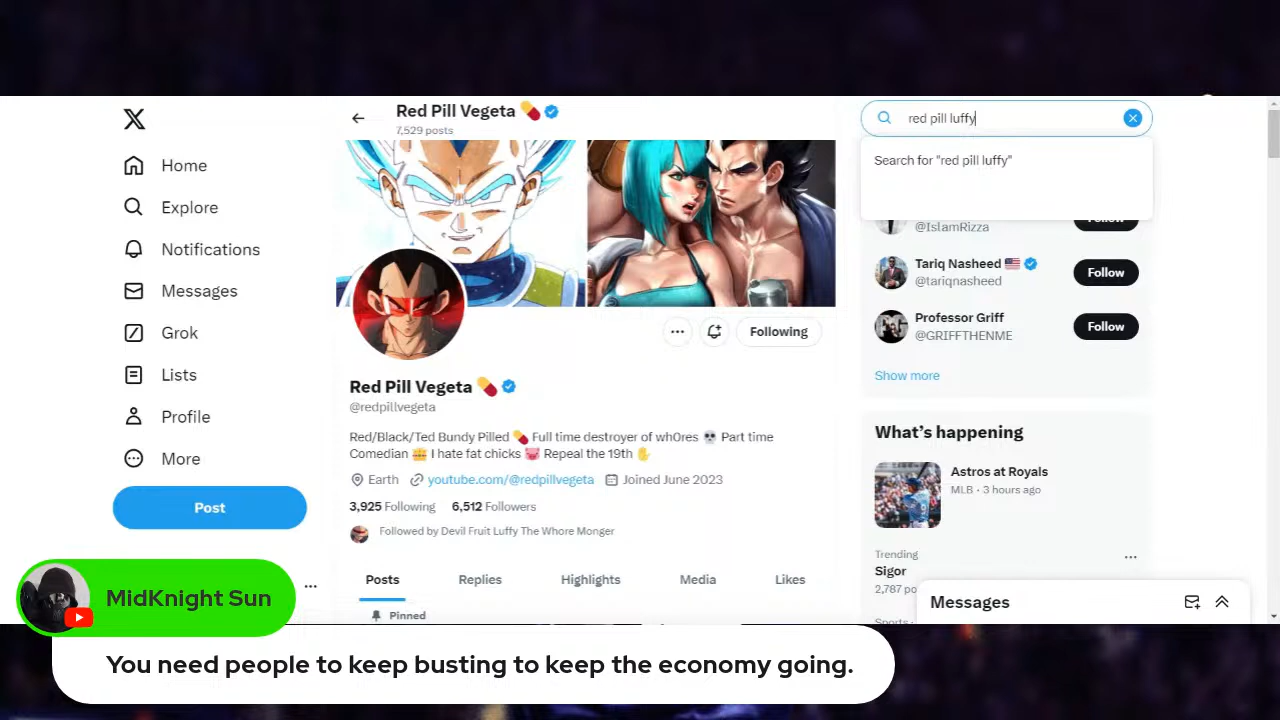 Red Pill Vegeta 💊
7,529 posts
red pill luffy
Search for "red pill luffy"
Home
Explore
Notifications
Messages
Grok
Lists
Profile
More
Post
Following
Red Pill Vegeta 💊
@redpillvegeta
Red/Black/Ted Bundy Pilled 💊 Full time destroyer of wh0res 💀 Part time
Comedian 👑 I hate fat chicks 🐷 Repeal the 19th ✋
Earth youtube.com/@redpillvegeta Joined June 2023
3,925 Following 6,512 Followers
Followed by Devil Fruit Luffy The Whore Monger
Posts Replies Highlights Media Likes
Pinned
@IslamRizza
Follow
Tariq Nasheed 🇺🇸
@tariqnasheed
Follow
Professor Griff
@GRIFFTHENME
Follow
Show more
What's happening
Astros at Royals
MLB · 3 hours ago
Trending
Sigor
2,787 po
Sports ·
Messages
MidKnight Sun
You need people to keep busting to keep the economy going.